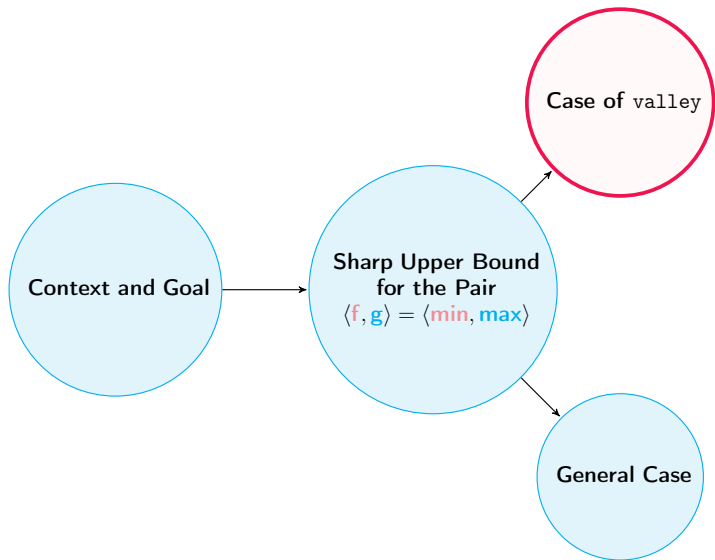 Case of valley
Context and Goal
Sharp Upper Bound
for the Pair
⟨f, g⟩ = ⟨min, max⟩
General Case